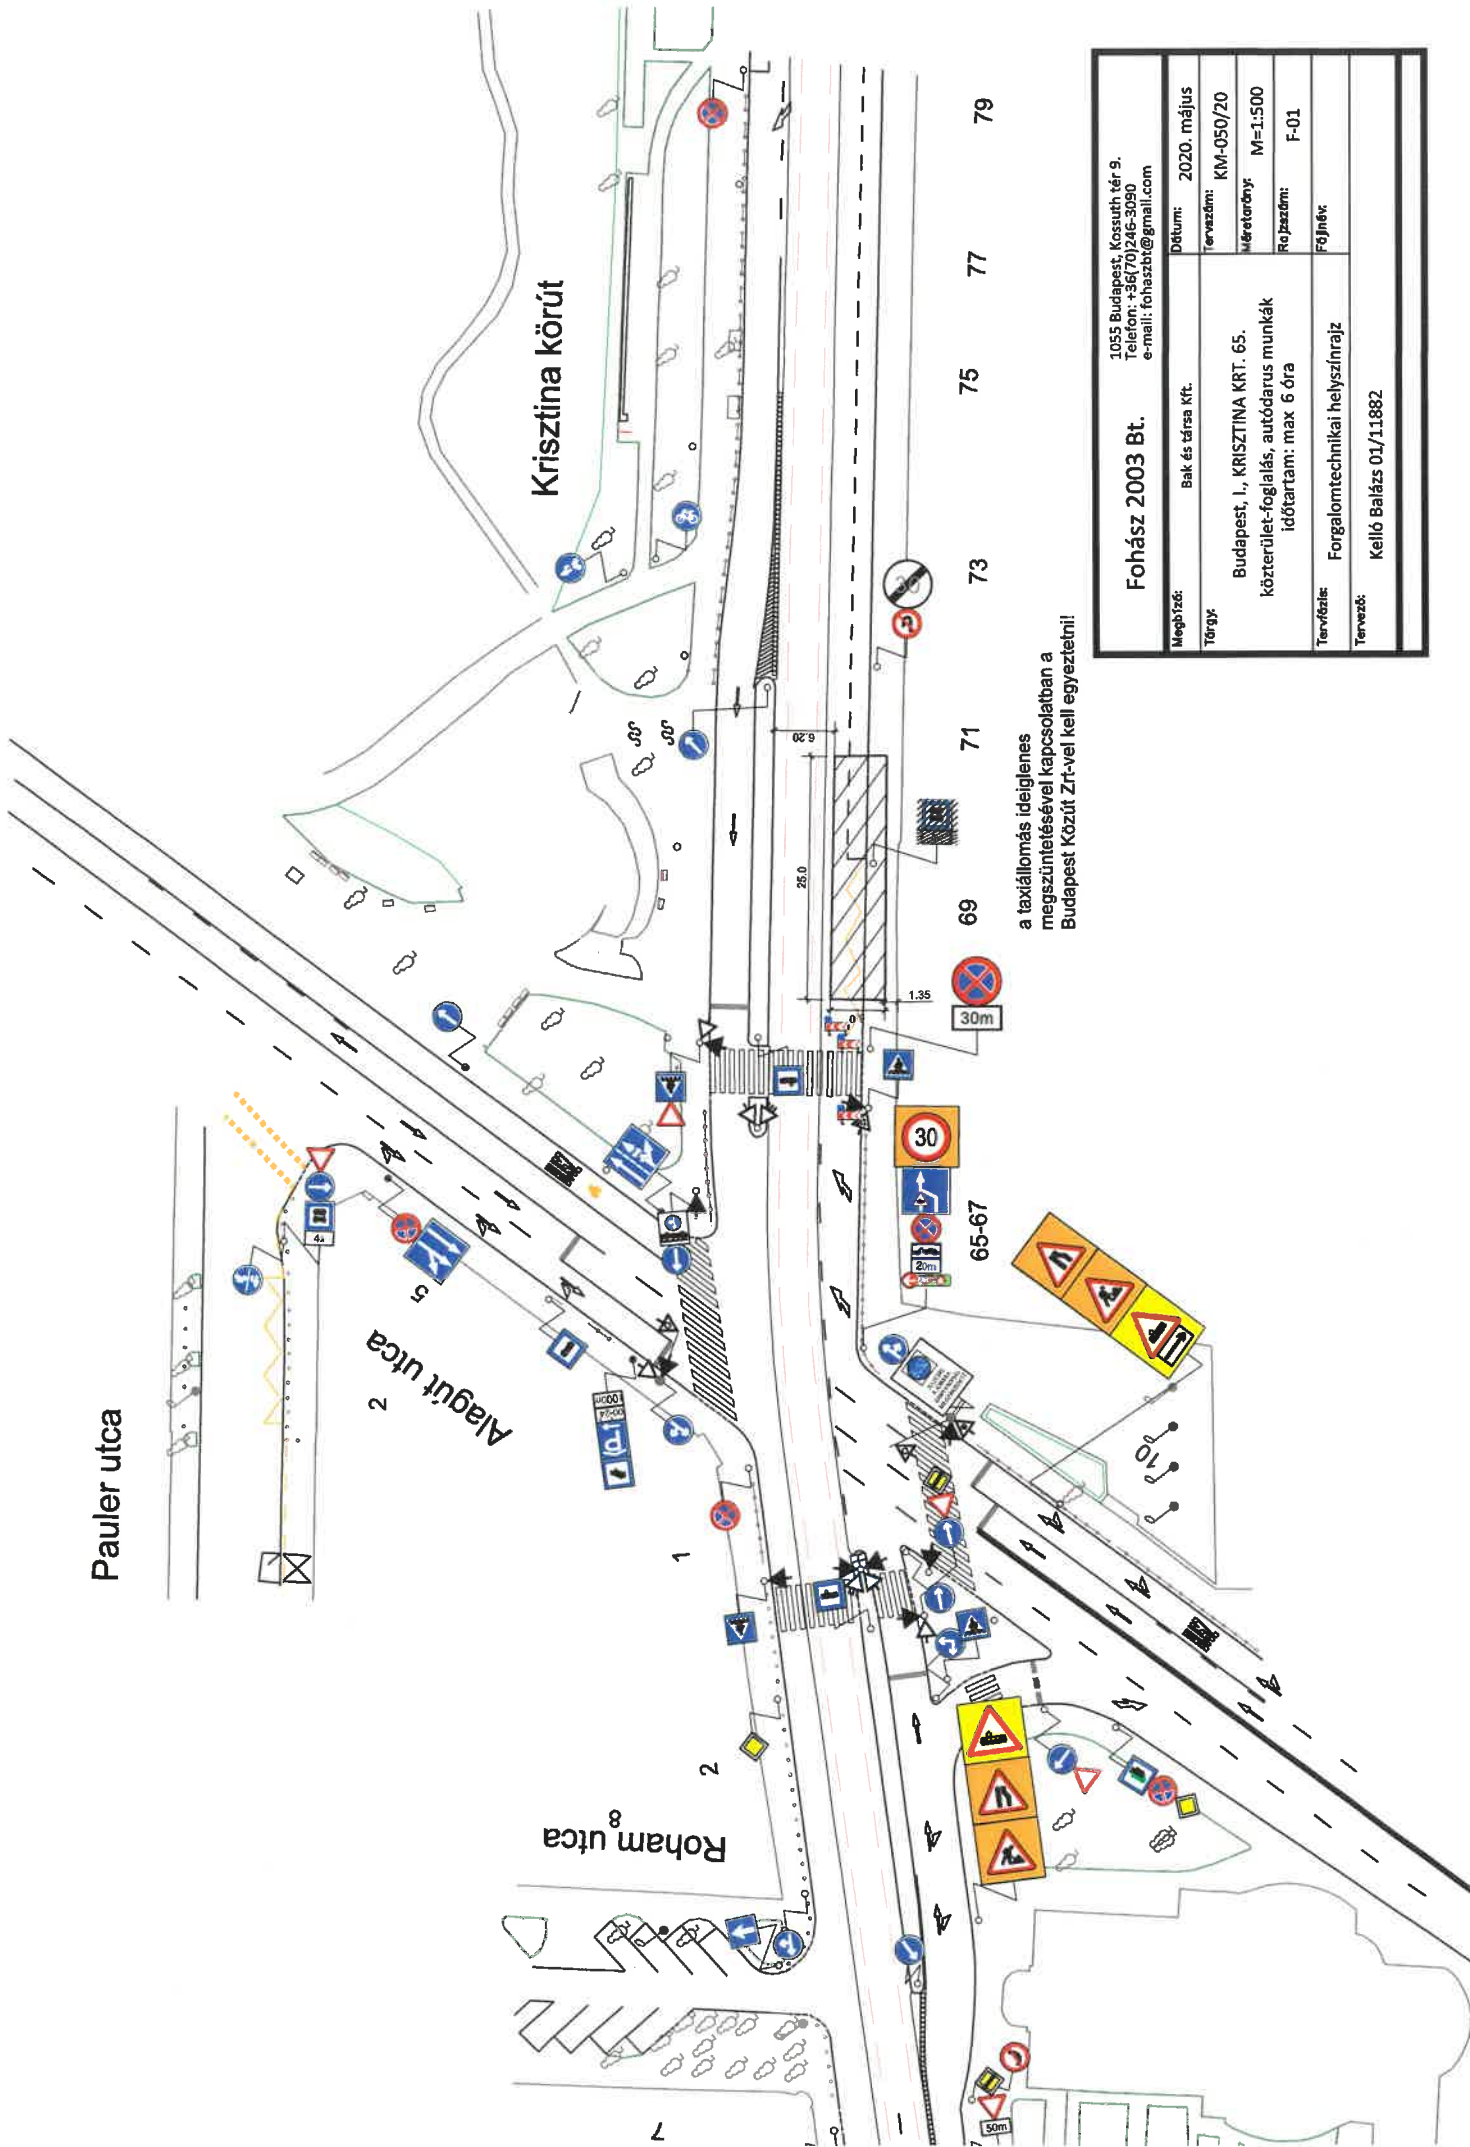 Pauler utca
Alagút utca
Krisztina körút
Roham utca
2
5
1
2
8
7
10
79
77
75
73
71
69
65-67
6.20
25.0
1.35
30m
30
20m
50m
a taxiállomás ideiglenes
megszüntetésével kapcsolatban a
Budapest Közút Zrt-vel kell egyeztetni!
Fohász 2003 Bt.
1055 Budapest, Kossuth tér 9.
Telefon: +36(70)246-3090
e-mail: fohaszbt@gmail.com
Megbízó:
Bak és társa Kft.
Dátum:
2020. május
Tárgy:
Budapest, I., KRISZTINA KRT. 65.
közterület-foglalás, autódarus munkák
időtartam: max 6 óra
Tervszám:
KM-050/20
Méretarány:
M=1:500
Rajzszám:
F-01
Tervfázis:
Forgalomtechnikai helyszínrajz
Fájlnév:
Tervező:
Kelló Balázs 01/11882